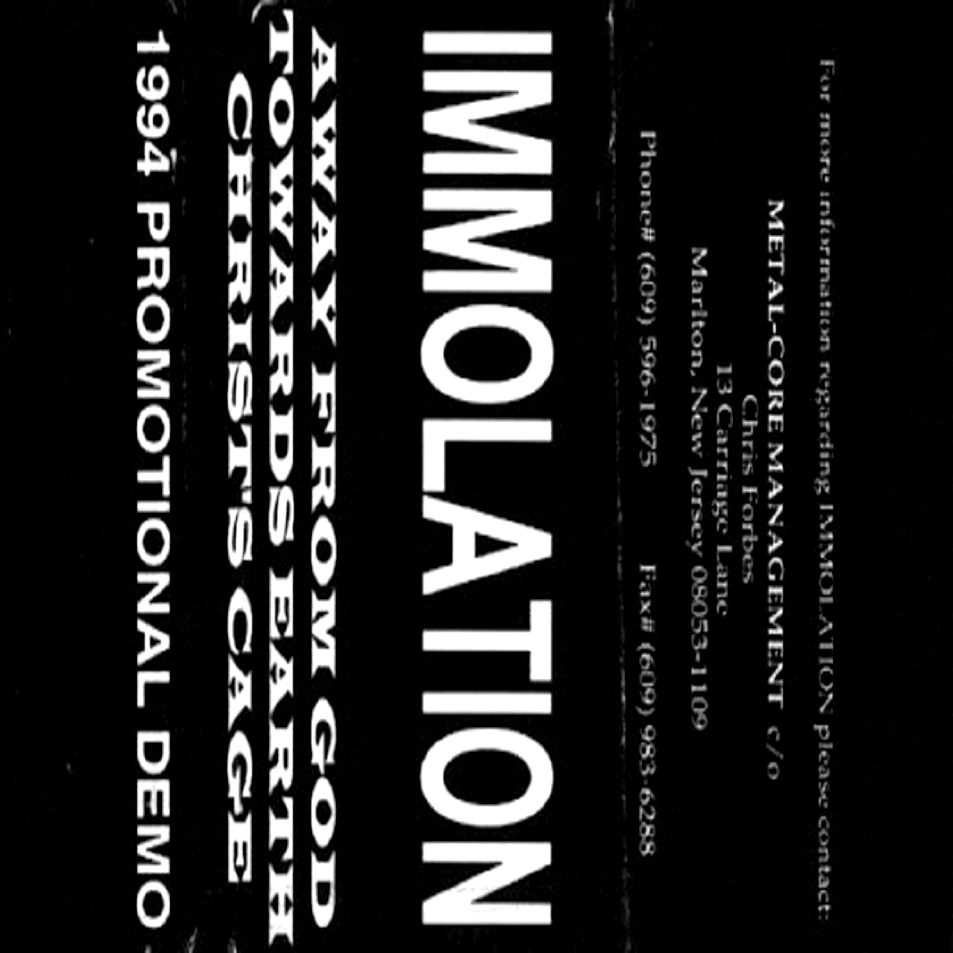 For more information regarding IMMOLATION please contact:
METAL-CORE MANAGEMENT c/o
Chris Forbes
13 Carriage Lane
Marlton, New Jersey 08053-1109
Phone# (609) 596-1975 Fax# (609) 983-6288
IMMOLATION
AWAY FROM GOD
TOWARDS EARTH
CHRIST'S CAGE
1994 PROMOTIONAL DEMO